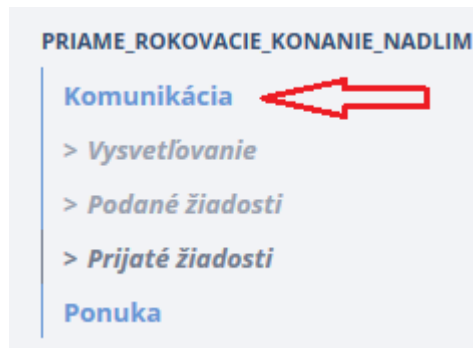 PRIAME_ROKOVACIE_KONANIE_NADLIM
Komunikácia
> Vysvetľovanie
> Podané žiadosti
> Prijaté žiadosti
Ponuka